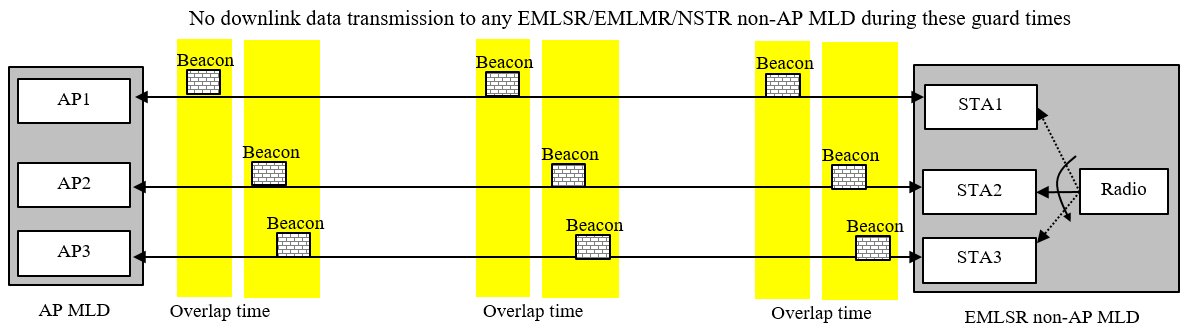 No downlink data transmission to any EMLSR/EMLMR/NSTR non-AP MLD during these guard times
Beacon Beacon Beacon
AP1 STA1
Beacon Beacon Beacon
AP2 STA2 Radio
Beacon Beacon Beacon
AP3 STA3
AP MLD Overlap time Overlap time Overlap time EMLSR non-AP MLD